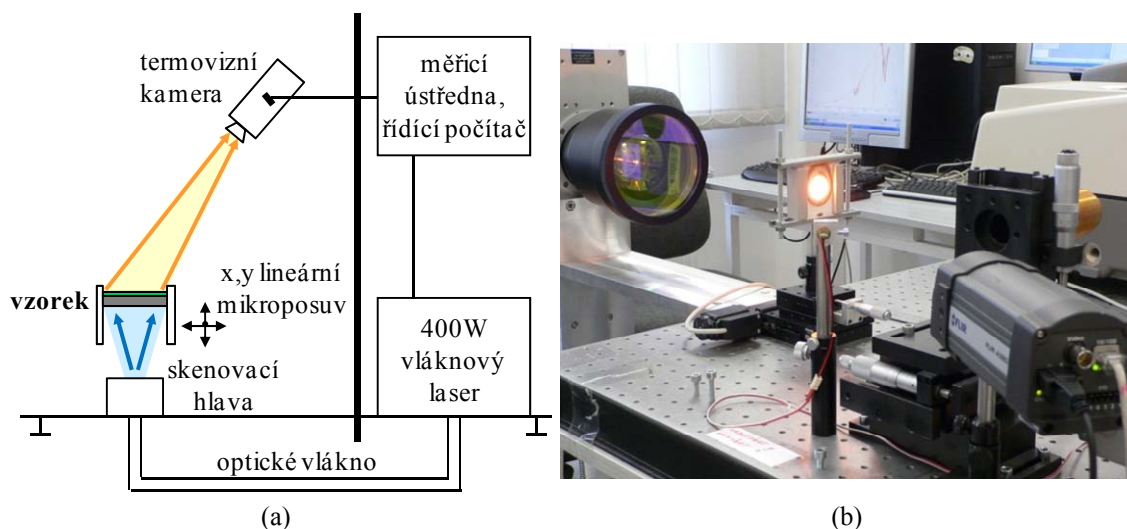 termovizní
kamera
měřicí
ústředna,
řídící počítač
x,y lineární
mikroposuv
vzorek
400W
vláknový
laser
skenovací
hlava
optické vlákno
(a)
FLIR
(b)